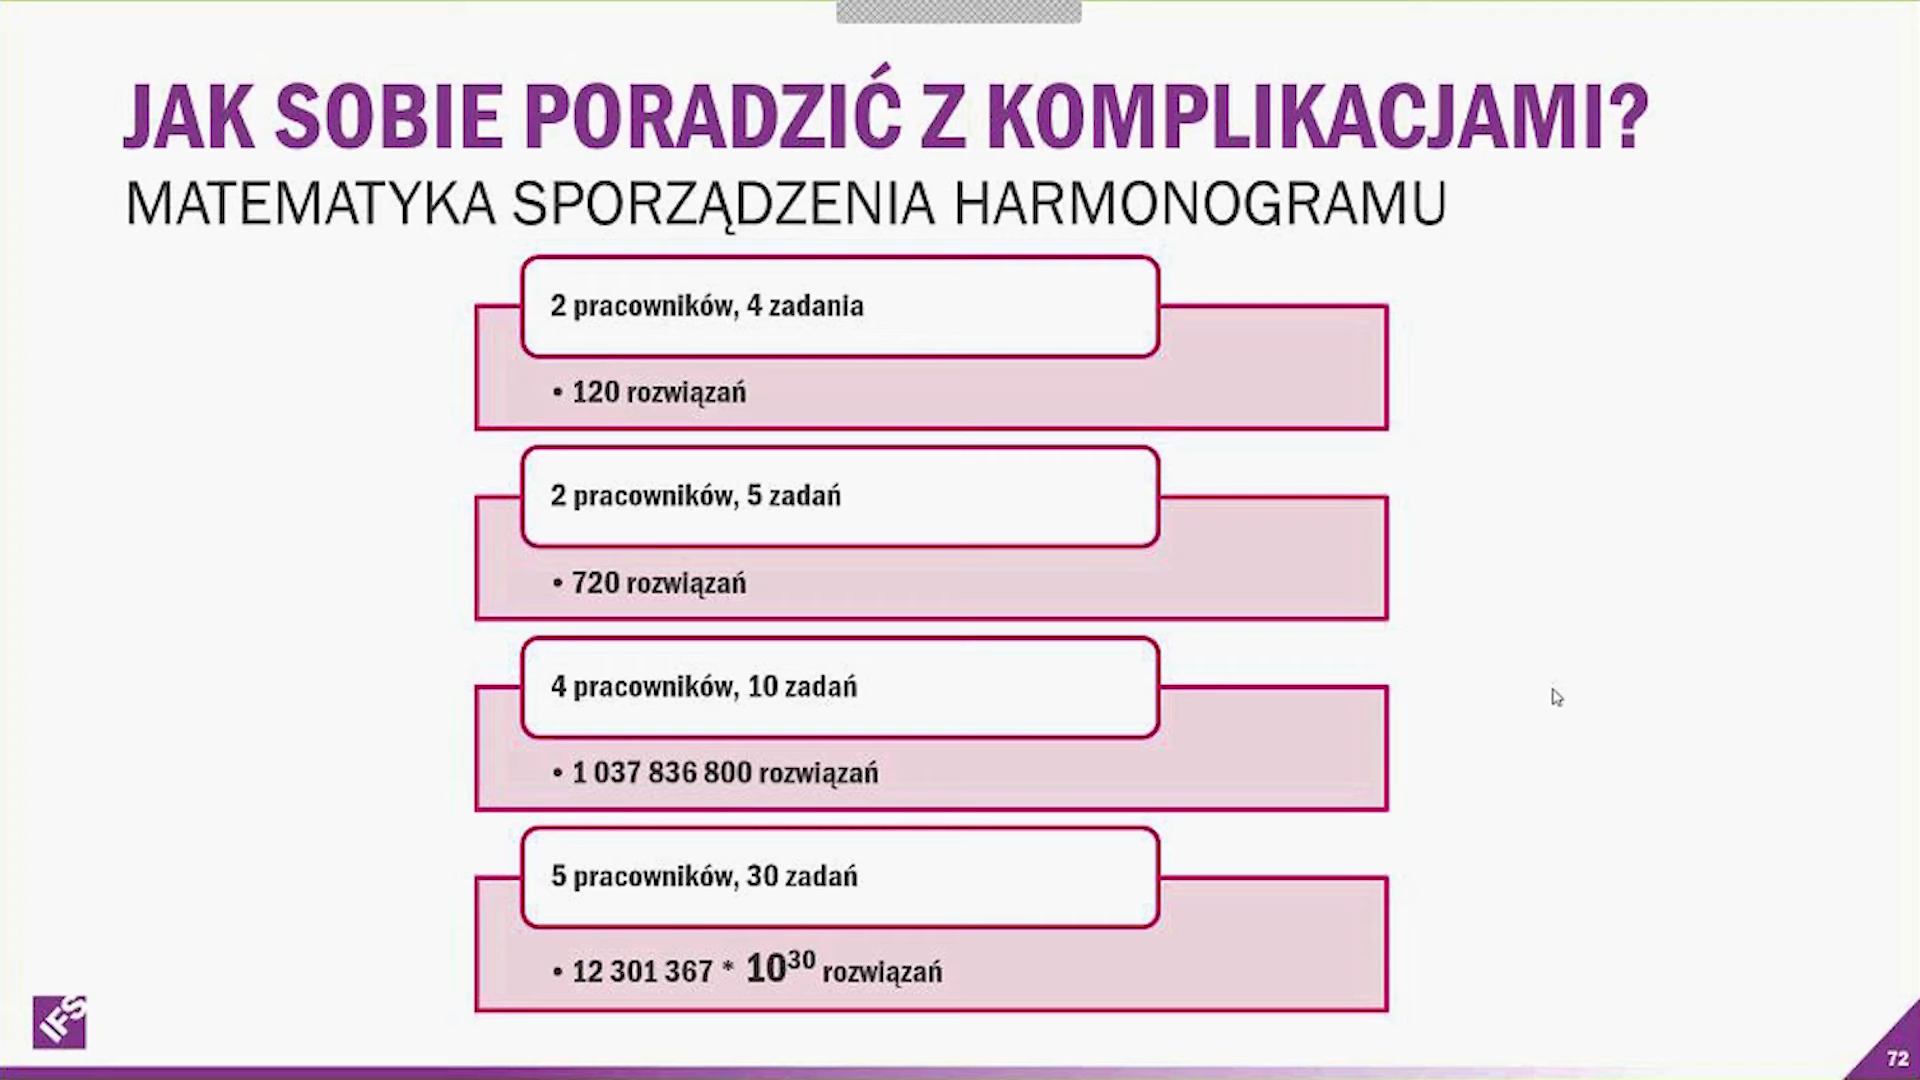 JAK SOBIE PORADZIĆ Z KOMPLIKACJAMI?
MATEMATYKA SPORZĄDZENIA HARMONOGRAMU
2 pracowników, 4 zadania
• 120 rozwiązań
2 pracowników, 5 zadań
• 720 rozwiązań
4 pracowników, 10 zadań
• 1 037 836 800 rozwiązań
5 pracowników, 30 zadań
• 12 301 367 * 10³⁰ rozwiązań
IFS
72